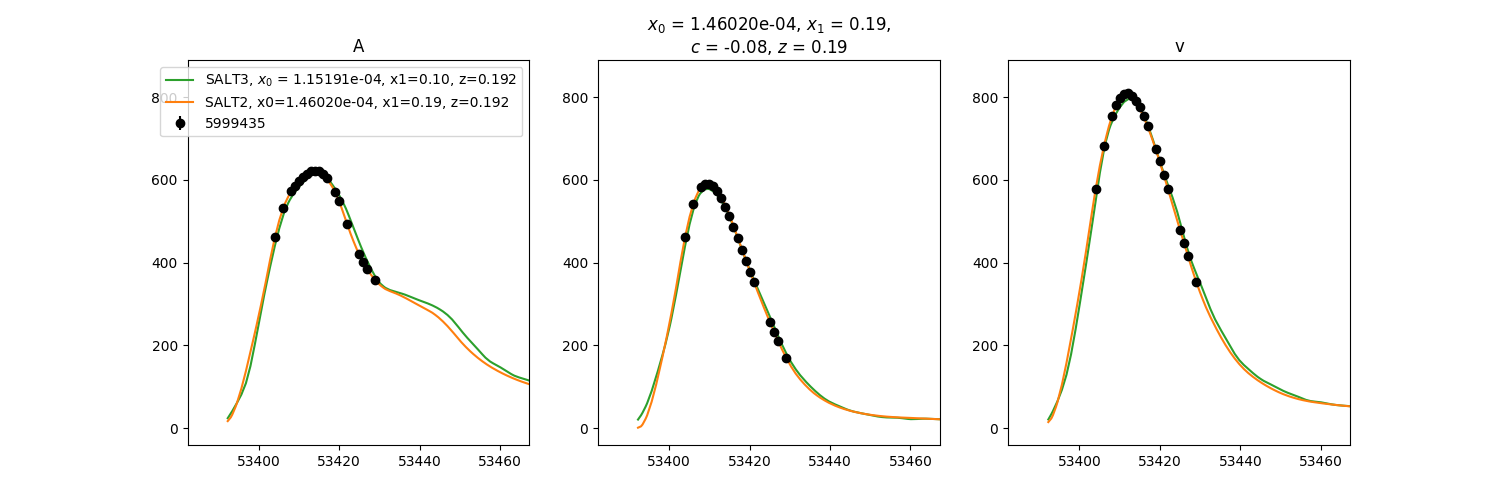 A
x₀ = 1.46020e-04, x₁ = 0.19,
c = -0.08, z = 0.19
v
SALT3, x₀ = 1.15191e-04, x1=0.10, z=0.192
SALT2, x0=1.46020e-04, x1=0.19, z=0.192
5999435
800
600
400
200
0
53400 53420 53440 53460
800
600
400
200
0
53400 53420 53440 53460
800
600
400
200
0
53400 53420 53440 53460